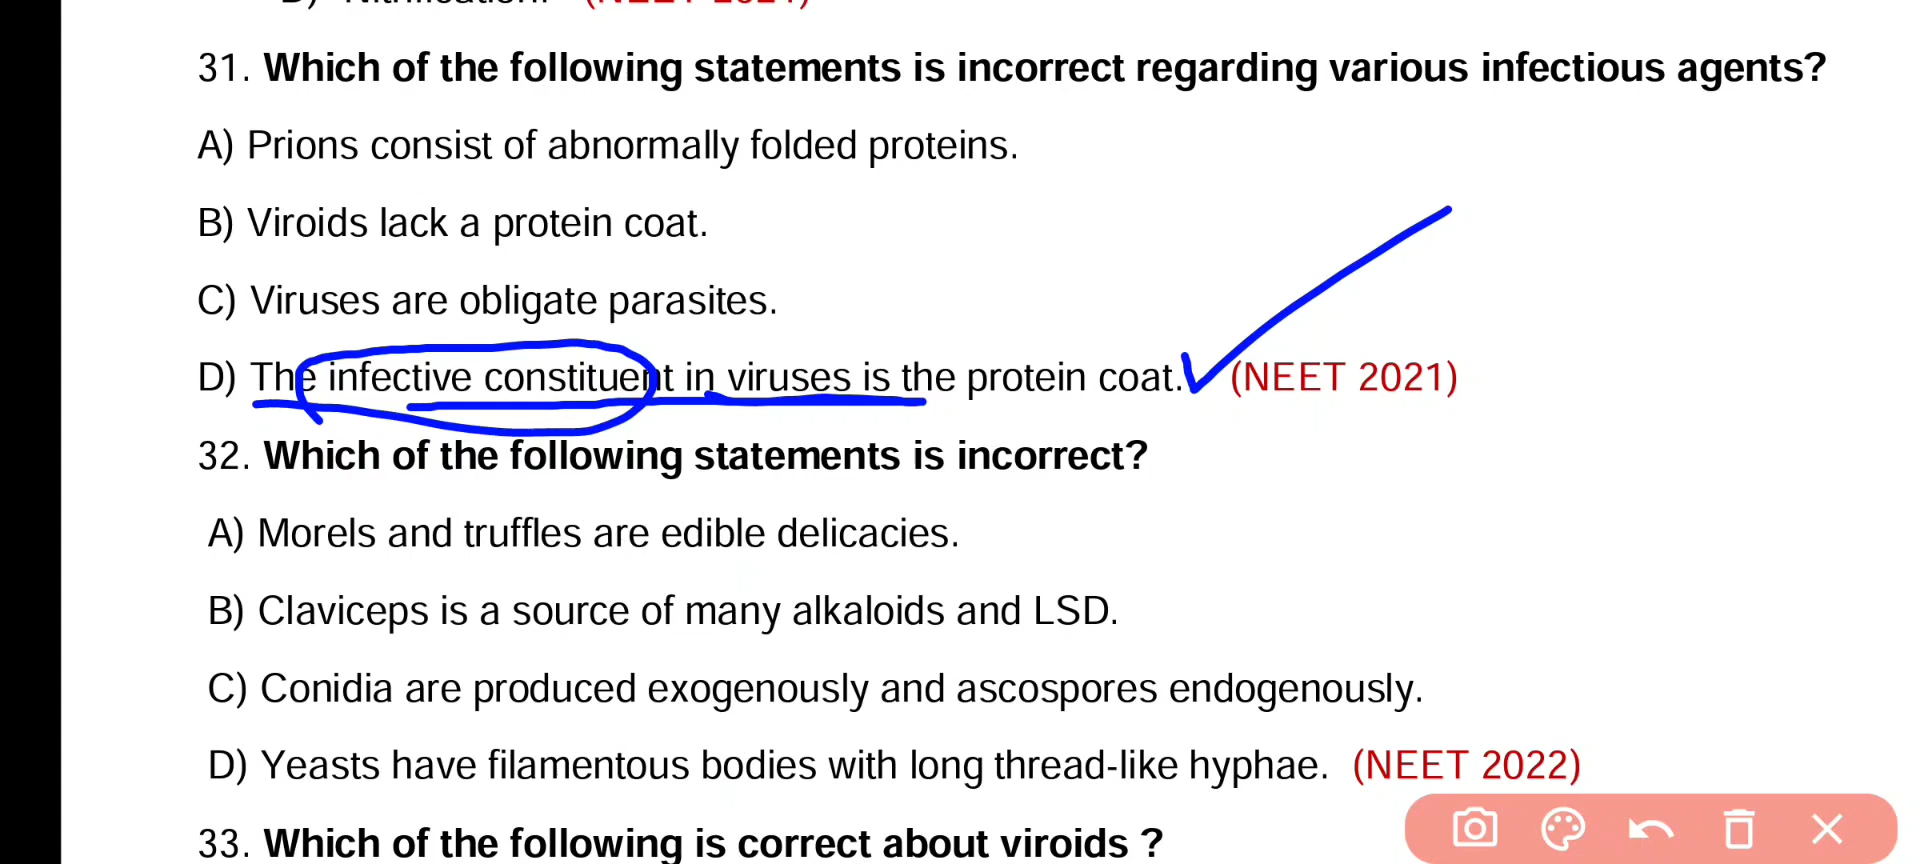 D) Nitrification. (NEET 2021)
31. Which of the following statements is incorrect regarding various infectious agents?
A) Prions consist of abnormally folded proteins.
B) Viroids lack a protein coat.
C) Viruses are obligate parasites.
D) The infective constituent in viruses is the protein coat. (NEET 2021)
32. Which of the following statements is incorrect?
A) Morels and truffles are edible delicacies.
B) Claviceps is a source of many alkaloids and LSD.
C) Conidia are produced exogenously and ascospores endogenously.
D) Yeasts have filamentous bodies with long thread-like hyphae. (NEET 2022)
33. Which of the following is correct about viroids ?